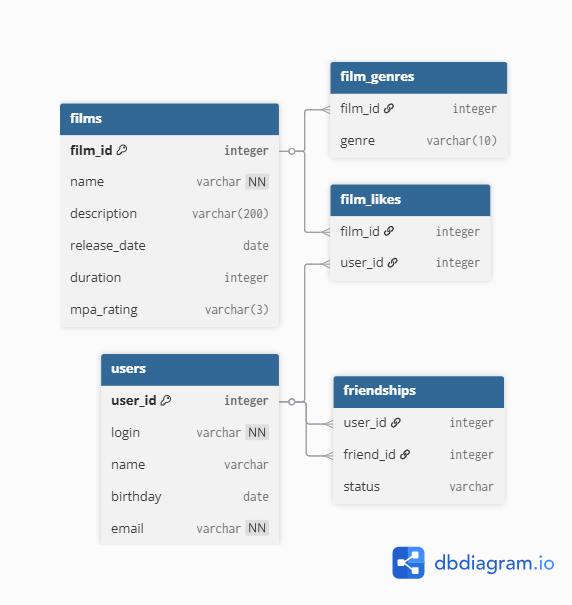 films
film_id integer
name varchar NN
description varchar(200)
release_date date
duration integer
mpa_rating varchar(3)
film_genres
film_id integer
genre varchar(10)
film_likes
film_id integer
user_id integer
users
user_id integer
login varchar NN
name varchar
birthday date
email varchar NN
friendships
user_id integer
friend_id integer
status varchar
dbdiagram.io